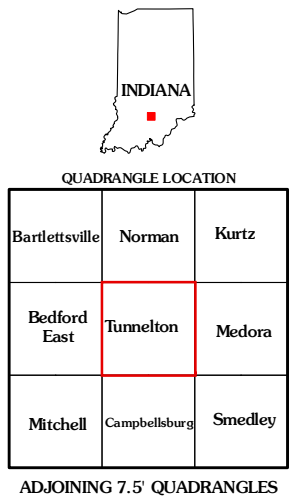 INDIANA
QUADRANGLE LOCATION
Bartlettsville
Norman
Kurtz
Bedford
East
Tunnelton
Medora
Mitchell
Campbellsburg
Smedley
ADJOINING 7.5' QUADRANGLES